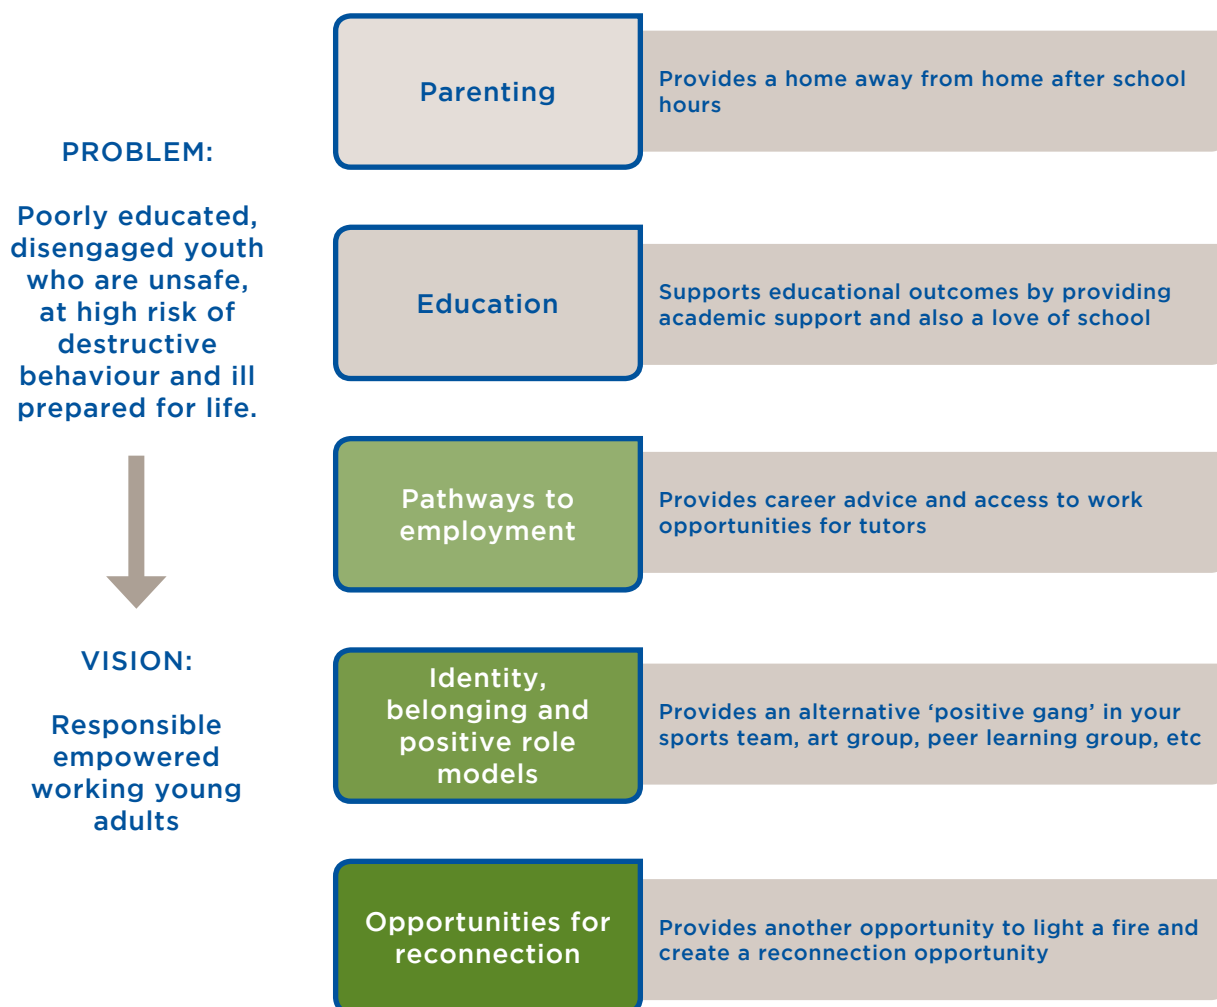 PROBLEM:
Poorly educated,
disengaged youth
who are unsafe,
at high risk of
destructive
behaviour and ill
prepared for life.
VISION:
Responsible
empowered
working young
adults
Parenting
Provides a home away from home after school
hours
Education
Supports educational outcomes by providing
academic support and also a love of school
Pathways to
employment
Provides career advice and access to work
opportunities for tutors
Identity,
belonging and
positive role
models
Provides an alternative ‘positive gang’ in your
sports team, art group, peer learning group, etc
Opportunities for
reconnection
Provides another opportunity to light a fire and
create a reconnection opportunity